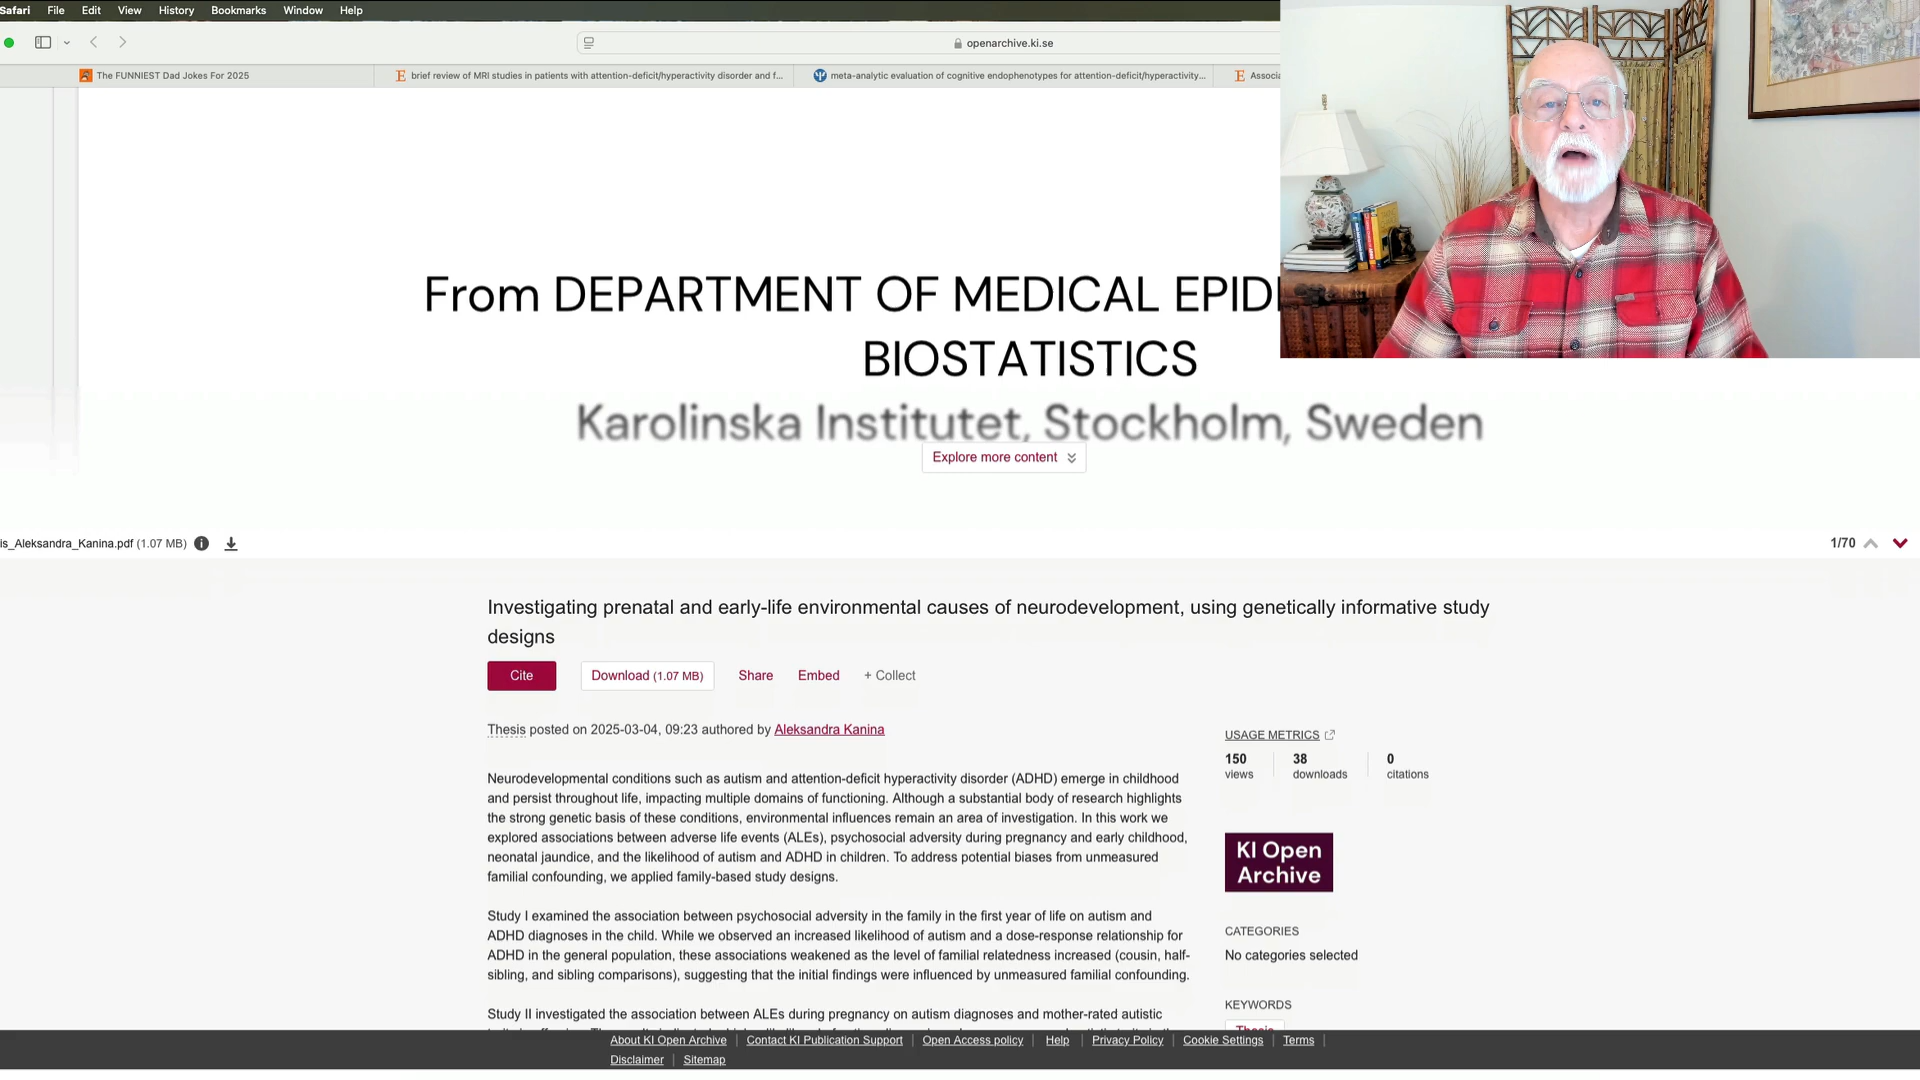 Safari File Edit View History Bookmarks Window Help
openarchive.ki.se
The FUNNIEST Dad Jokes For 2025
brief review of MRI studies in patients with attention-deficit/hyperactivity disorder and f...
meta-analytic evaluation of cognitive endophenotypes for attention-deficit/hyperactivity...
From DEPARTMENT OF MEDICAL
BIOSTATISTICS
Karolinska Institutet, Stockholm, Sweden
Explore more content
is_Aleksandra_Kanina.pdf (1.07 MB)
1/70
Investigating prenatal and early-life environmental causes of neurodevelopment, using genetically informative study
designs
Cite Download (1.07 MB) Share Embed + Collect
Thesis posted on 2025-03-04, 09:23 authored by Aleksandra Kanina
Neurodevelopmental conditions such as autism and attention-deficit hyperactivity disorder (ADHD) emerge in childhood
and persist throughout life, impacting multiple domains of functioning. Although a substantial body of research highlights
the strong genetic basis of these conditions, environmental influences remain an area of investigation. In this work we
explored associations between adverse life events (ALEs), psychosocial adversity during pregnancy and early childhood,
neonatal jaundice, and the likelihood of autism and ADHD in children. To address potential biases from unmeasured
familial confounding, we applied family-based study designs.
Study I examined the association between psychosocial adversity in the family in the first year of life on autism and
ADHD diagnoses in the child. While we observed an increased likelihood of autism and a dose-response relationship for
ADHD in the general population, these associations weakened as the level of familial relatedness increased (cousin, half-
sibling, and sibling comparisons), suggesting that the initial findings were influenced by unmeasured familial confounding.
Study II investigated the association between ALEs during pregnancy on autism diagnoses and mother-rated autistic
USAGE METRICS
150 38 0
views downloads citations
KI Open
Archive
CATEGORIES
No categories selected
KEYWORDS
Thesis
About KI Open Archive | Contact KI Publication Support | Open Access policy | Help | Privacy Policy | Cookie Settings | Terms |
Disclaimer | Sitemap